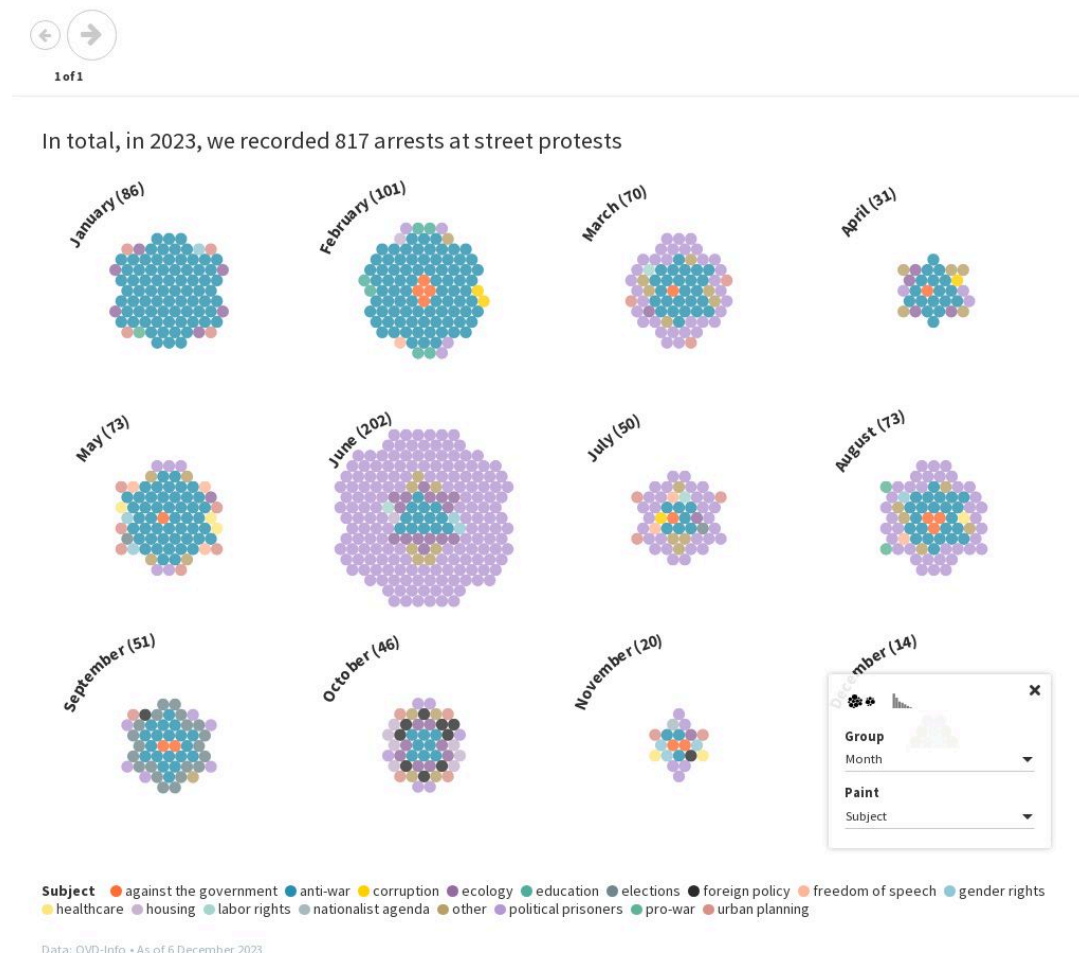 1 of 1
In total, in 2023, we recorded 817 arrests at street protests
January (86)
February (101)
March (70)
April (31)
May (73)
June (202)
July (50)
August (73)
September (51)
October (46)
November (20)
December (14)
Group
Month
Paint
Subject
Subject against the government anti-war corruption ecology education elections foreign policy freedom of speech gender rights
healthcare housing labor rights nationalist agenda other political prisoners pro-war urban planning
Data: OVD-Info • As of 6 December 2023